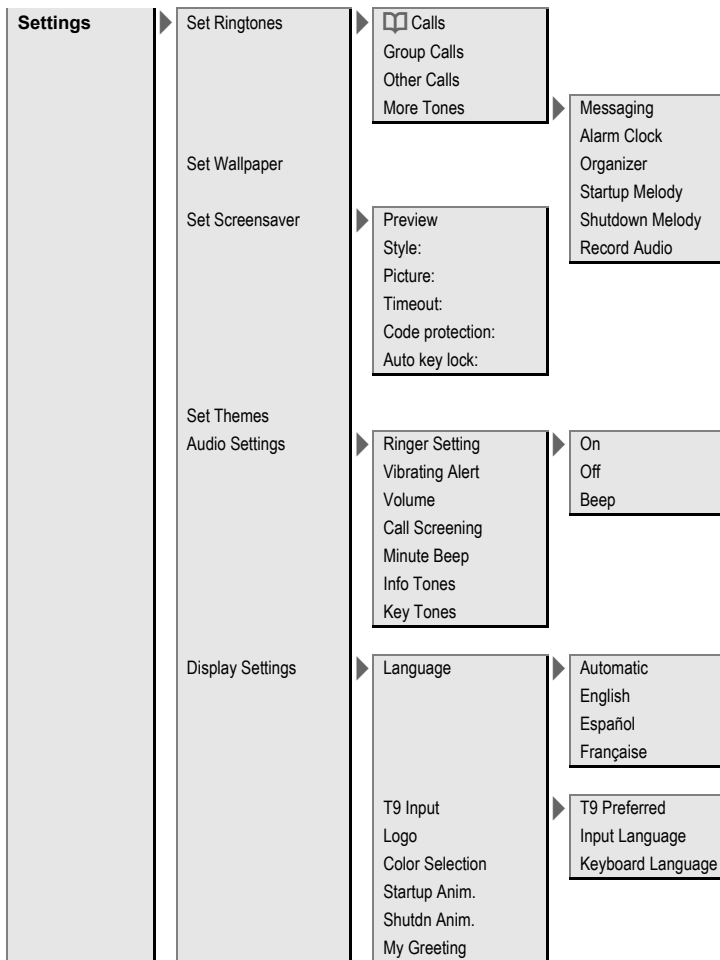 Settings
Set Ringtones
Calls
Group Calls
Other Calls
More Tones
Messaging
Alarm Clock
Organizer
Startup Melody
Shutdown Melody
Record Audio
Set Wallpaper
Set Screensaver
Preview
Style:
Picture:
Timeout:
Code protection:
Auto key lock:
Set Themes
Audio Settings
Ringer Setting
Vibrating Alert
Volume
Call Screening
Minute Beep
Info Tones
Key Tones
On
Off
Beep
Display Settings
Language
Automatic
English
Español
Française
T9 Input
Logo
Color Selection
Startup Anim.
Shutdn Anim.
My Greeting
T9 Preferred
Input Language
Keyboard Language